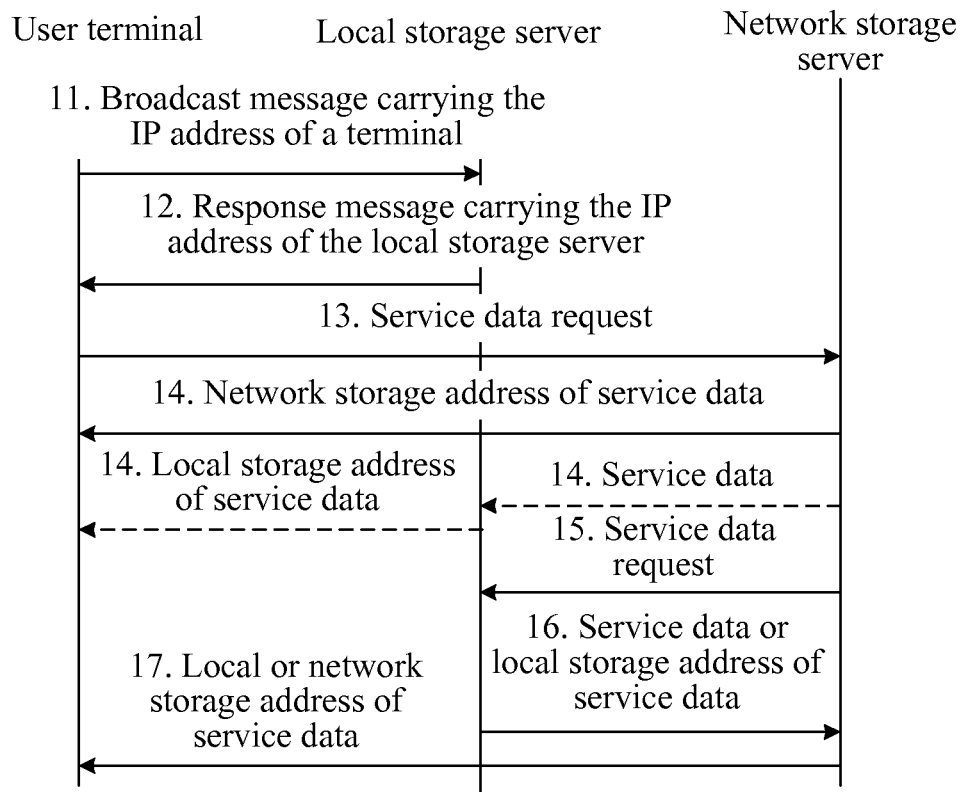 User terminal
Local storage server
Network storage
server
11. Broadcast message carrying the
IP address of a terminal
12. Response message carrying the IP
address of the local storage server
13. Service data request
14. Network storage address of service data
14. Local storage address
of service data
14. Service data
15. Service data
request
16. Service data or
local storage address of
service data
17. Local or network
storage address of
service data